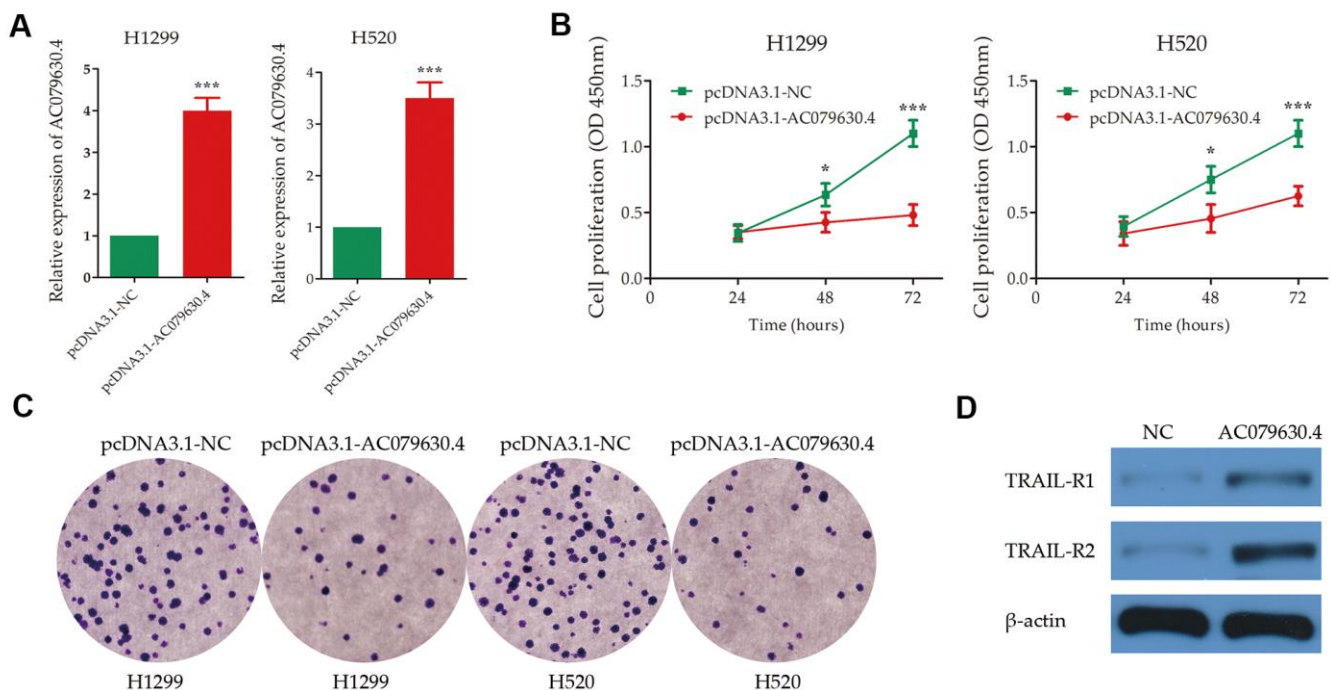 A
H1299
Relative expression of AC079630.4
5
4
3
2
1
0
***
pcDNA3.1-NC
pcDNA3.1-AC079630.4
H520
Relative expression of AC079630.4
4
3
2
1
0
***
pcDNA3.1-NC
pcDNA3.1-AC079630.4
B
H1299
Cell proliferation (OD 450nm)
1.5
1.0
0.5
0.0
pcDNA3.1-NC
pcDNA3.1-AC079630.4
*
***
0 24 48 72
Time (hours)
H520
Cell proliferation (OD 450nm)
1.5
1.0
0.5
0.0
pcDNA3.1-NC
pcDNA3.1-AC079630.4
*
***
0 24 48 72
Time (hours)
C
pcDNA3.1-NC pcDNA3.1-AC079630.4 pcDNA3.1-NC pcDNA3.1-AC079630.4
H1299 H1299 H520 H520
D
NC AC079630.4
TRAIL-R1
TRAIL-R2
β-actin